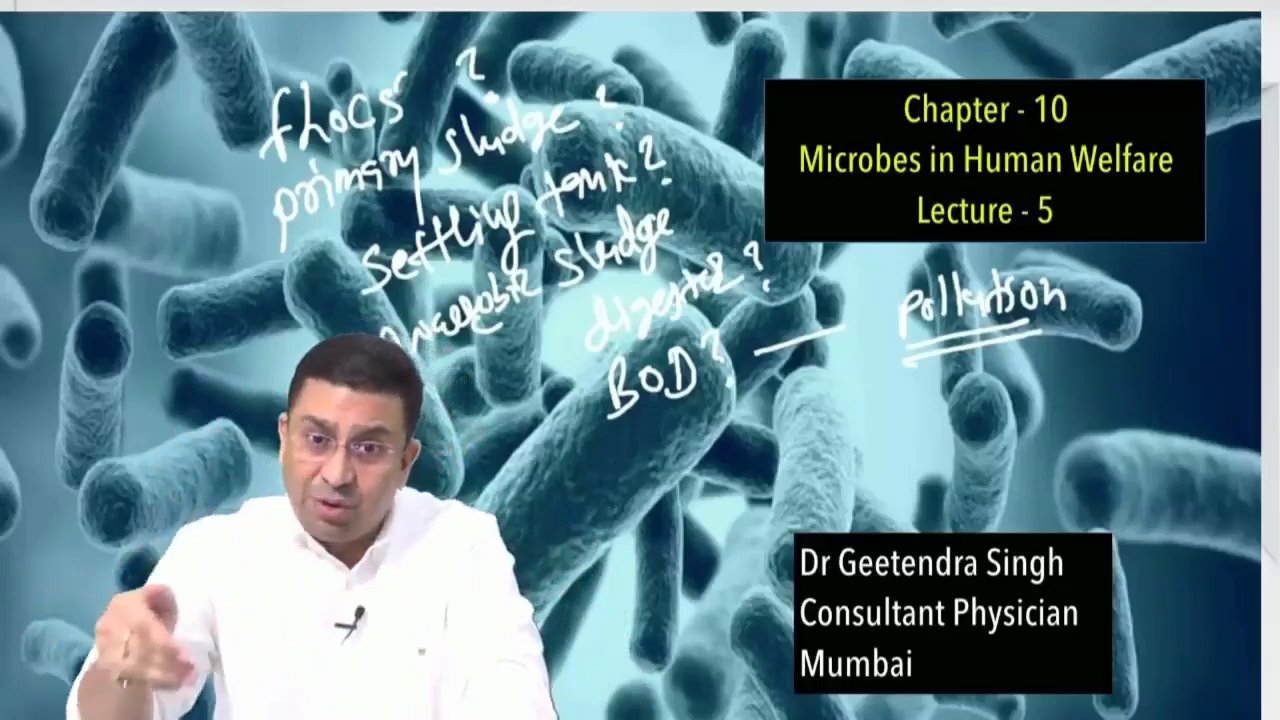 flocs ?
primary sludge ?
settling tank ?
anaerobic sludge
digester ?
BOD ?
pollution
Chapter - 10
Microbes in Human Welfare
Lecture - 5
Dr Geetendra Singh
Consultant Physician
Mumbai